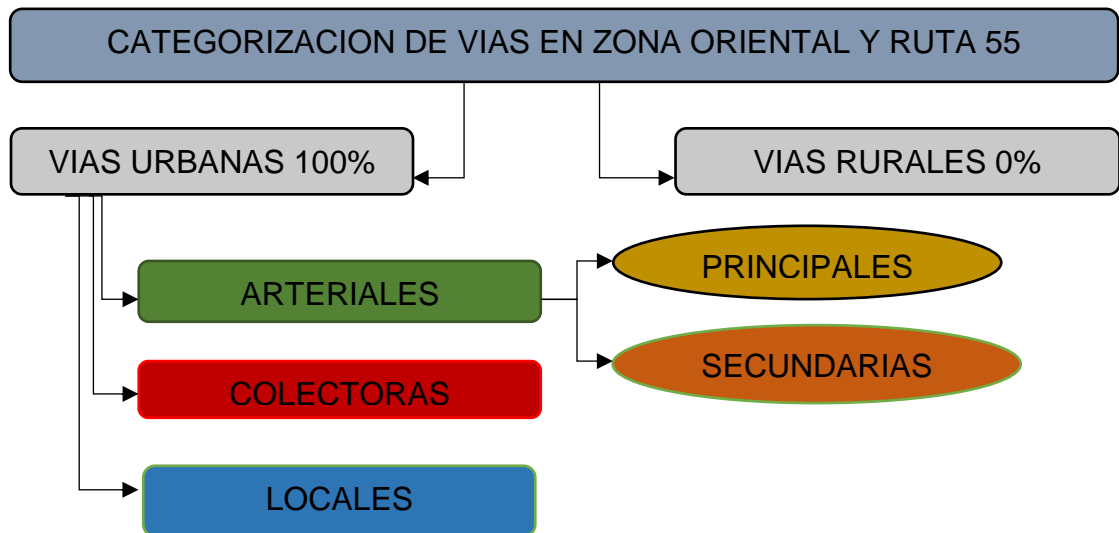 CATEGORIZACION DE VIAS EN ZONA ORIENTAL Y RUTA 55
VIAS URBANAS 100%
VIAS RURALES 0%
ARTERIALES
PRINCIPALES
SECUNDARIAS
COLECTORAS
LOCALES